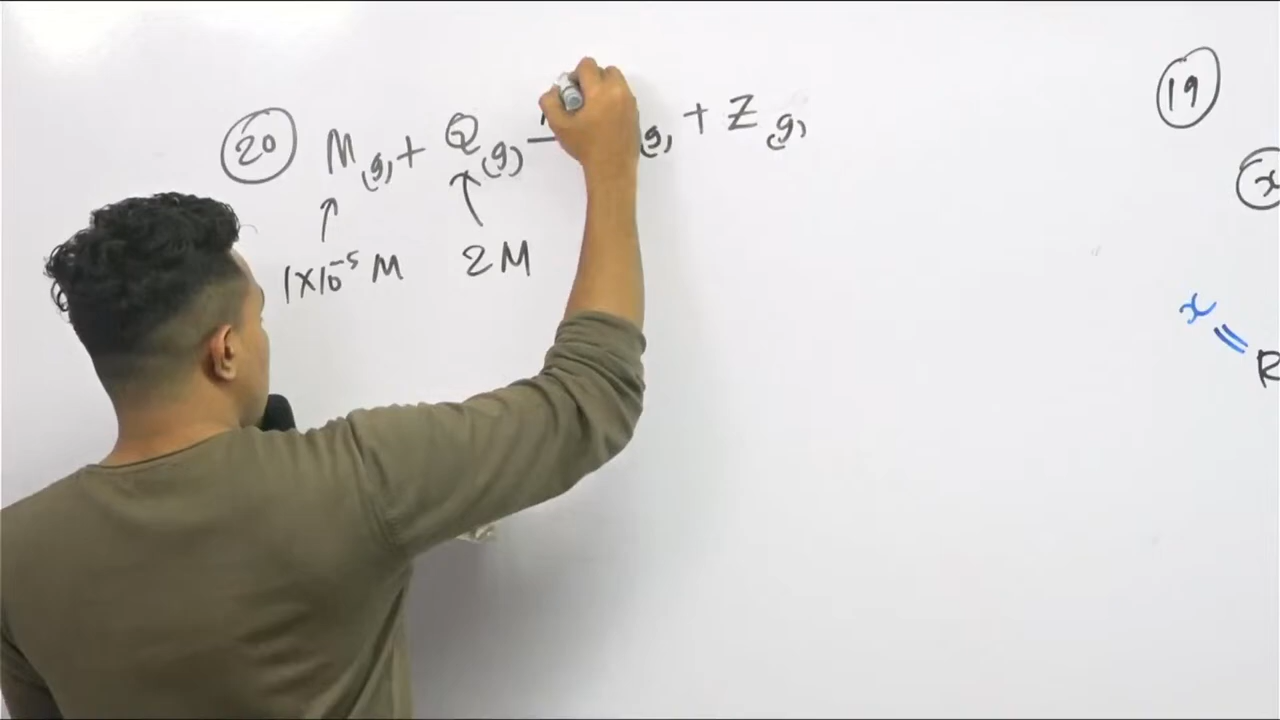 20 M(g) + Q(g) (g) + Z(g)
1×10⁻⁵ M 2M
19
x
x
R